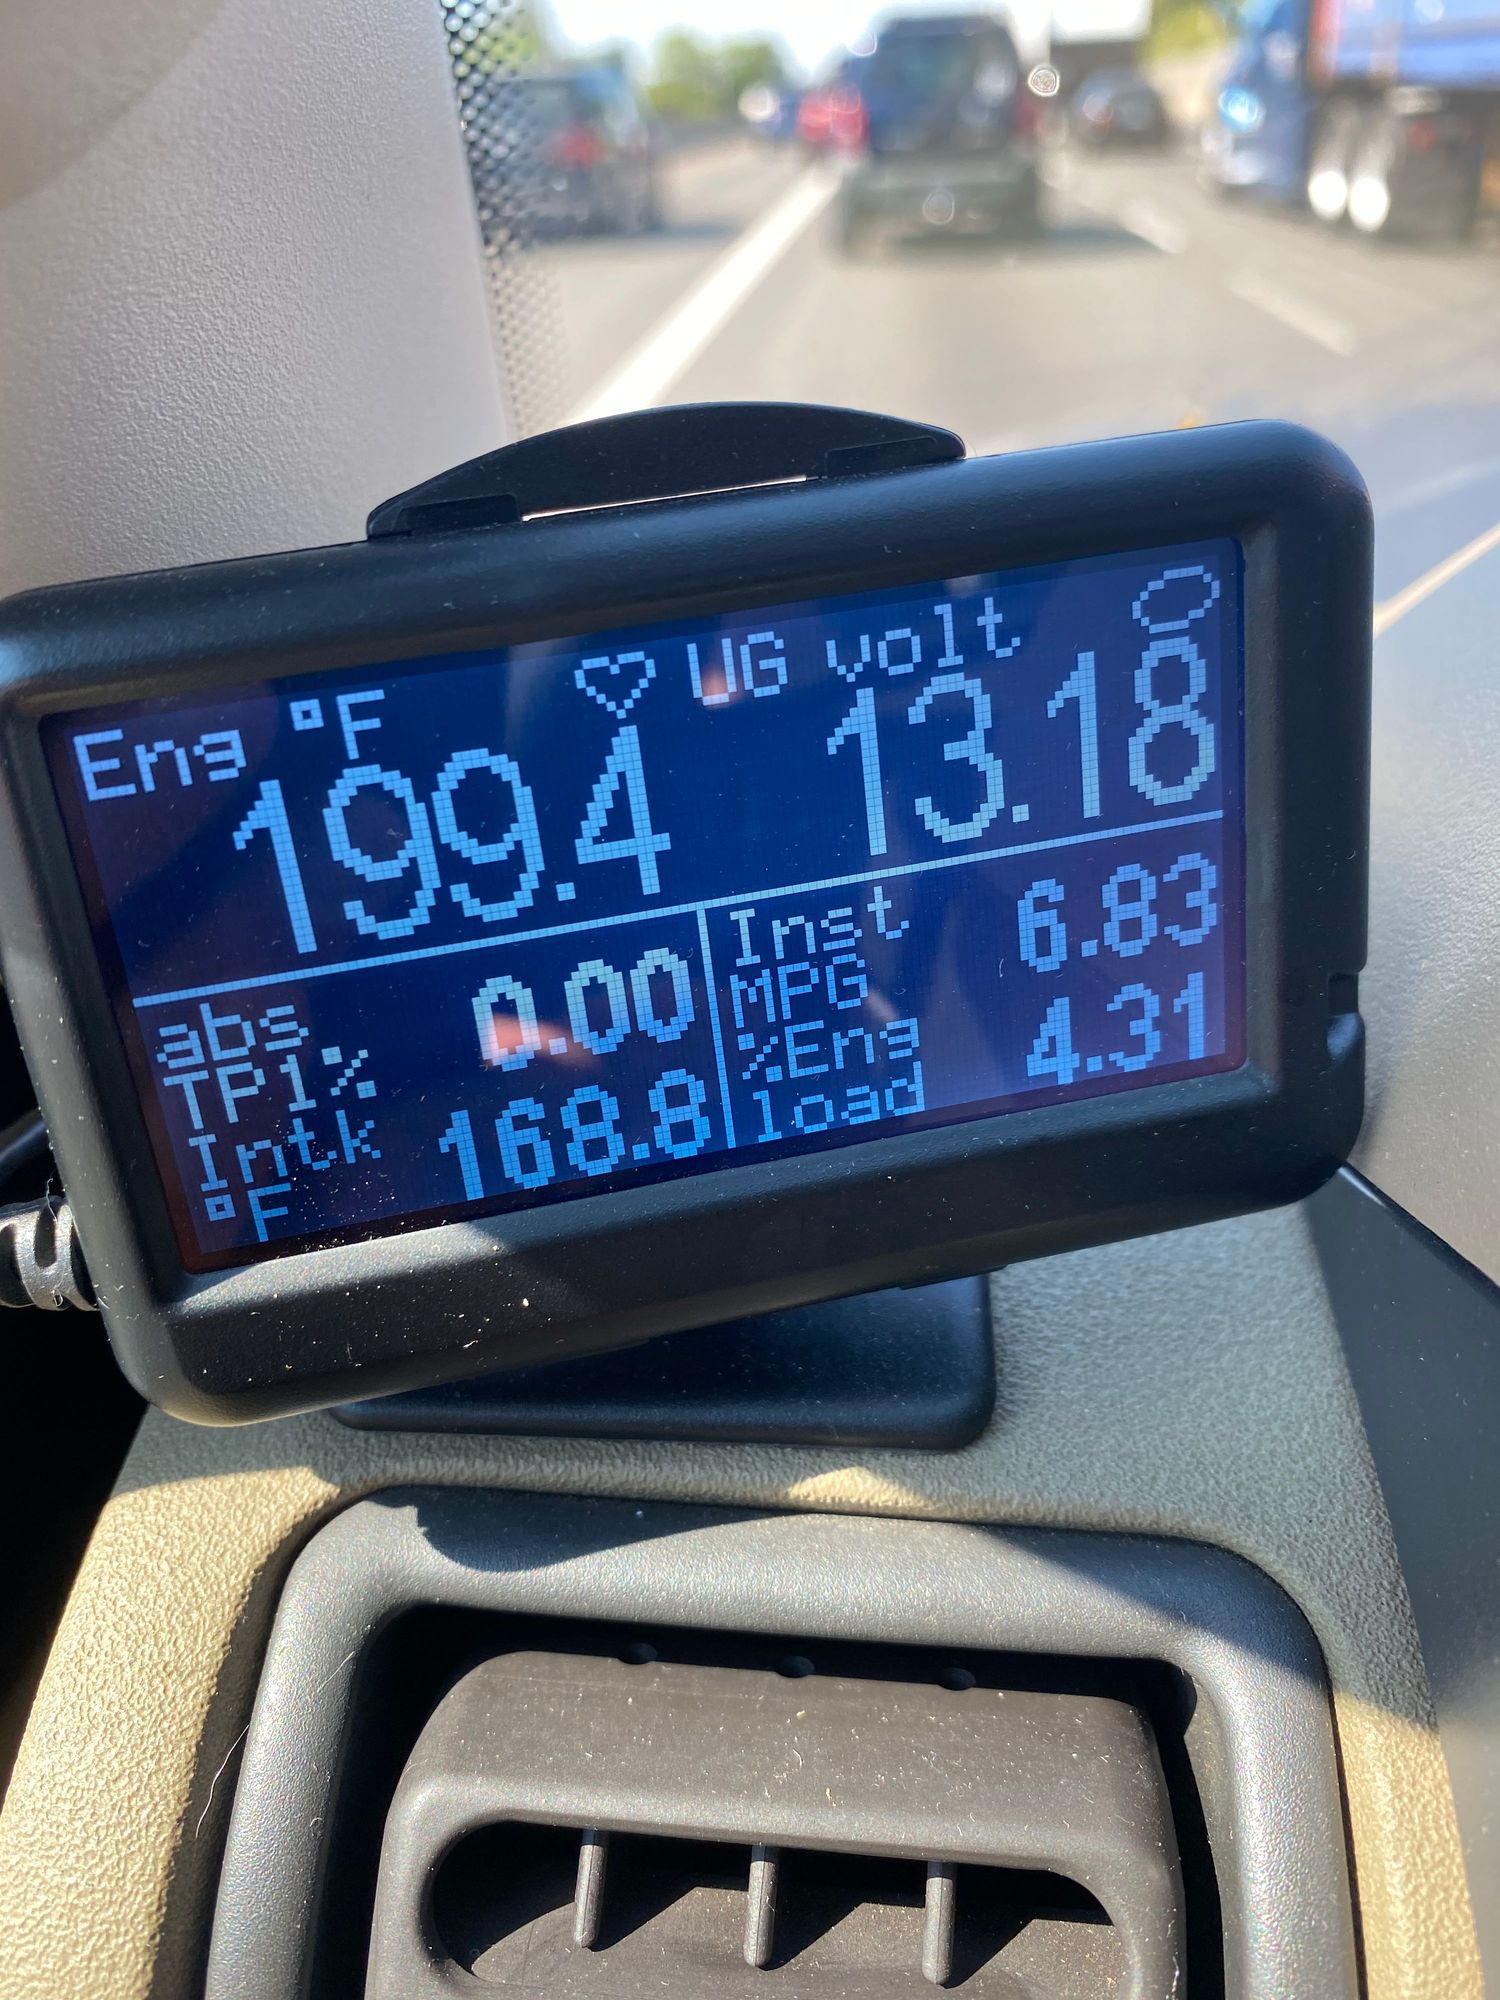 Eng °F UG volt
199.4 13.18
abs TP1% 0.00
Intk °F 168.8
Inst MPG 6.83
%Eng load 4.31